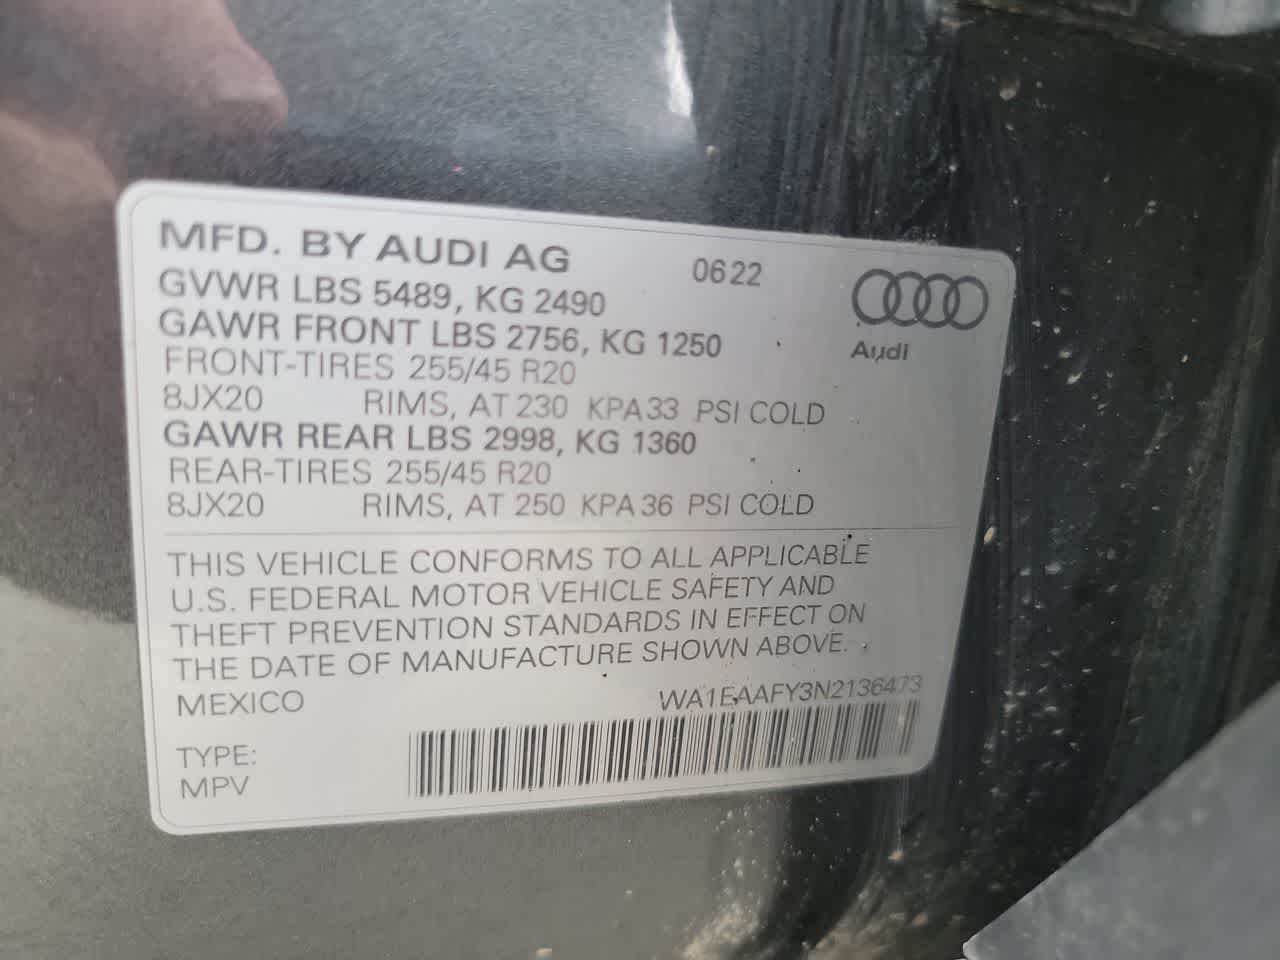 MFD. BY AUDI AG 0622
GVWR LBS 5489, KG 2490
GAWR FRONT LBS 2756, KG 1250
Audi
FRONT-TIRES 255/45 R20
8JX20 RIMS, AT 230 KPA33 PSI COLD
GAWR REAR LBS 2998, KG 1360
REAR-TIRES 255/45 R20
8JX20 RIMS, AT 250 KPA 36 PSI COLD
THIS VEHICLE CONFORMS TO ALL APPLICABLE
U.S. FEDERAL MOTOR VEHICLE SAFETY AND
THEFT PREVENTION STANDARDS IN EFFECT ON
THE DATE OF MANUFACTURE SHOWN ABOVE.
MEXICO WA1EAAFY3N2136473
TYPE:
MPV